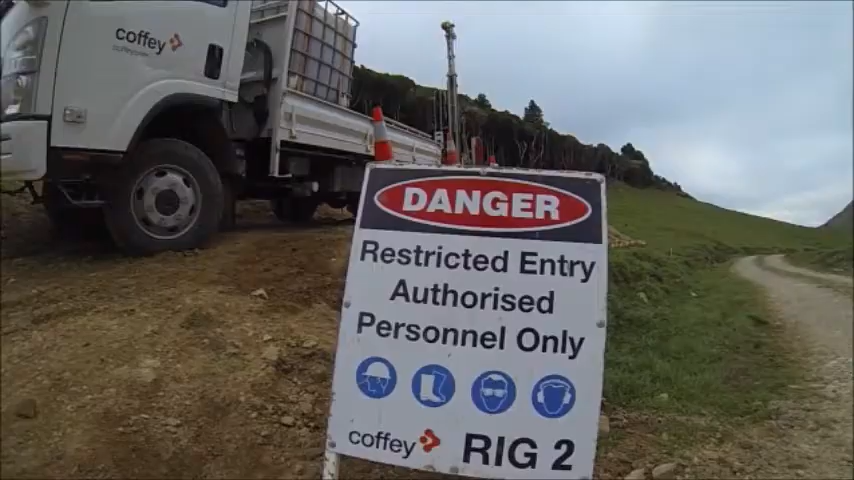 coffey
DANGER
Restricted Entry
Authorised
Personnel Only
coffey
RIG 2